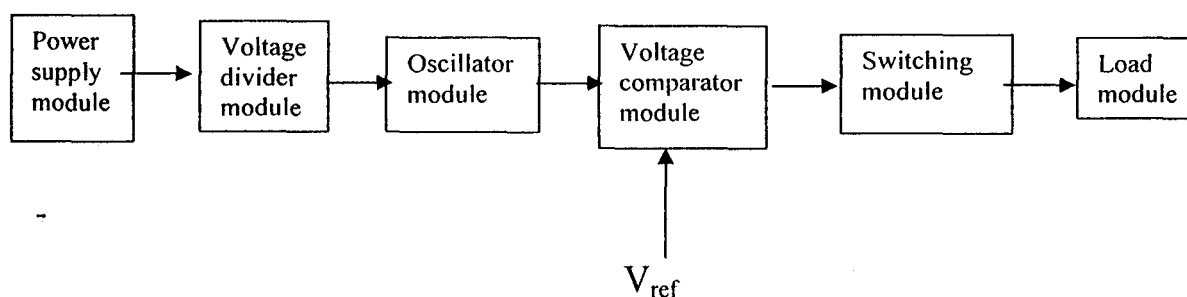 Power
supply
module
Voltage
divider
module
Oscillator
module
Voltage
comparator
module
Switching
module
Load
module
Vref